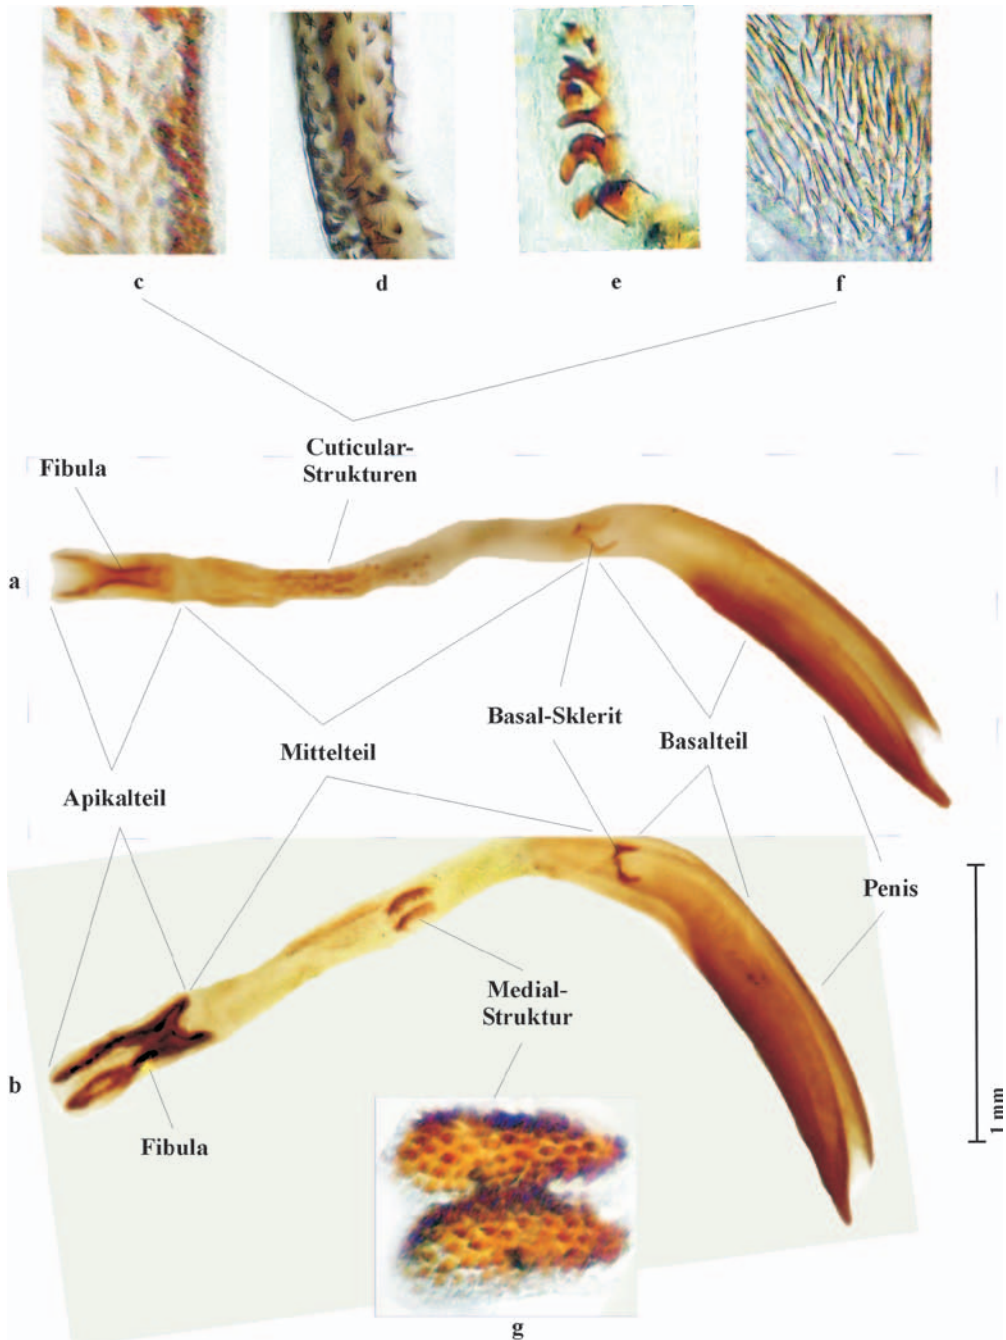 c
d
e
f
Cuticular-
Strukturen
Fibula
a
Basal-Sklerit
Mittelteil
Basalteil
Apikalteil
Penis
Medial-
Struktur
b
Fibula
1 mm
g